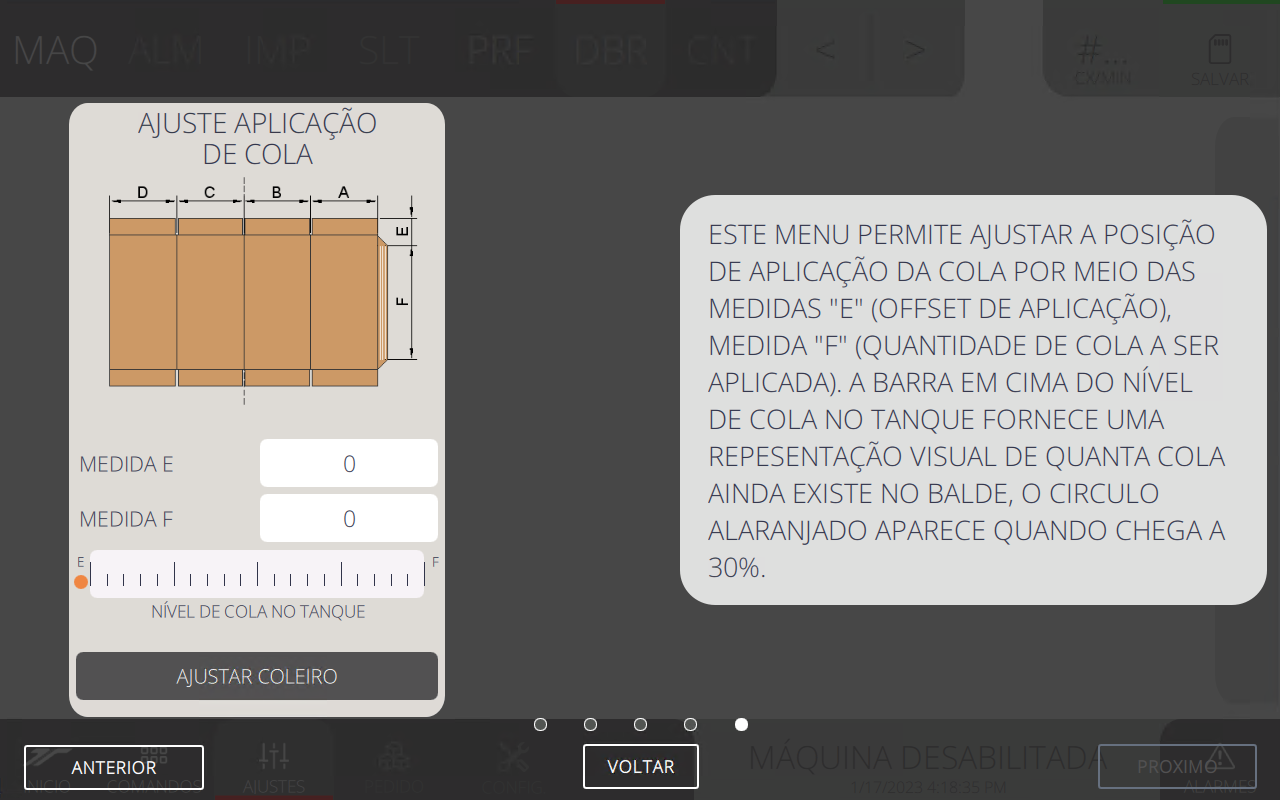 MAQ ALM IMP SLT PRF DBR CNT < > #...
CX/MIN SALVAR
AJUSTE APLICAÇÃO
DE COLA
D C B A
E
F
MEDIDA E 0
MEDIDA F 0
E F
NÍVEL DE COLA NO TANQUE
AJUSTAR COLEIRO
ESTE MENU PERMITE AJUSTAR A POSIÇÃO
DE APLICAÇÃO DA COLA POR MEIO DAS
MEDIDAS "E" (OFFSET DE APLICAÇÃO),
MEDIDA "F" (QUANTIDADE DE COLA A SER
APLICADA). A BARRA EM CIMA DO NÍVEL
DE COLA NO TANQUE FORNECE UMA
REPESENTAÇÃO VISUAL DE QUANTA COLA
AINDA EXISTE NO BALDE, O CIRCULO
ALARANJADO APARECE QUANDO CHEGA A
30%.
MÁQUINA DESABILITADA
ANTERIOR VOLTAR PROXIMO
INICIO COMANDOS AJUSTES PEDIDO CONFIG 1/17/2023 4:18:35 PM ALARMES